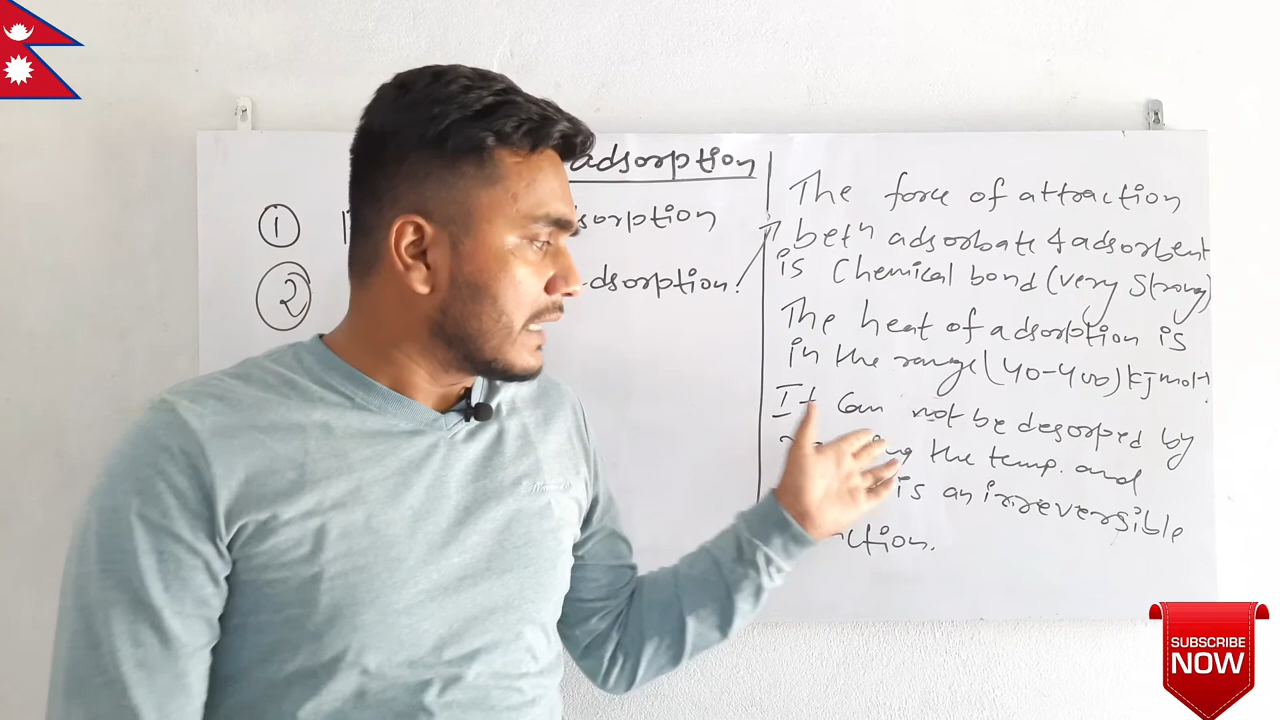 adsorption
① sorption
② dsorption.
The force of attraction
betⁿ adsorbate & adsorbent
is Chemical bond (very Strong)
The heat of adsorption is
in the range (40-400) kJmol-1.
It Can not be desorped by
the temp. and
is an irreversible
ction.
SUBSCRIBE
NOW